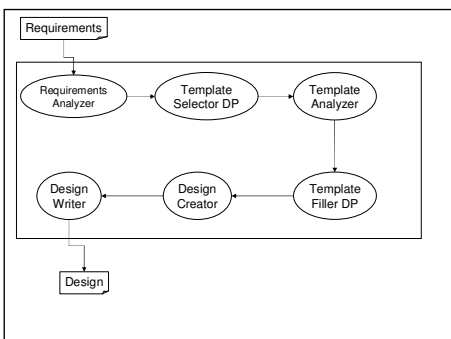 Requirements
Requirements
Analyzer
Template
Selector DP
Template
Analyzer
Design
Writer
Design
Creator
Template
Filler DP
Design